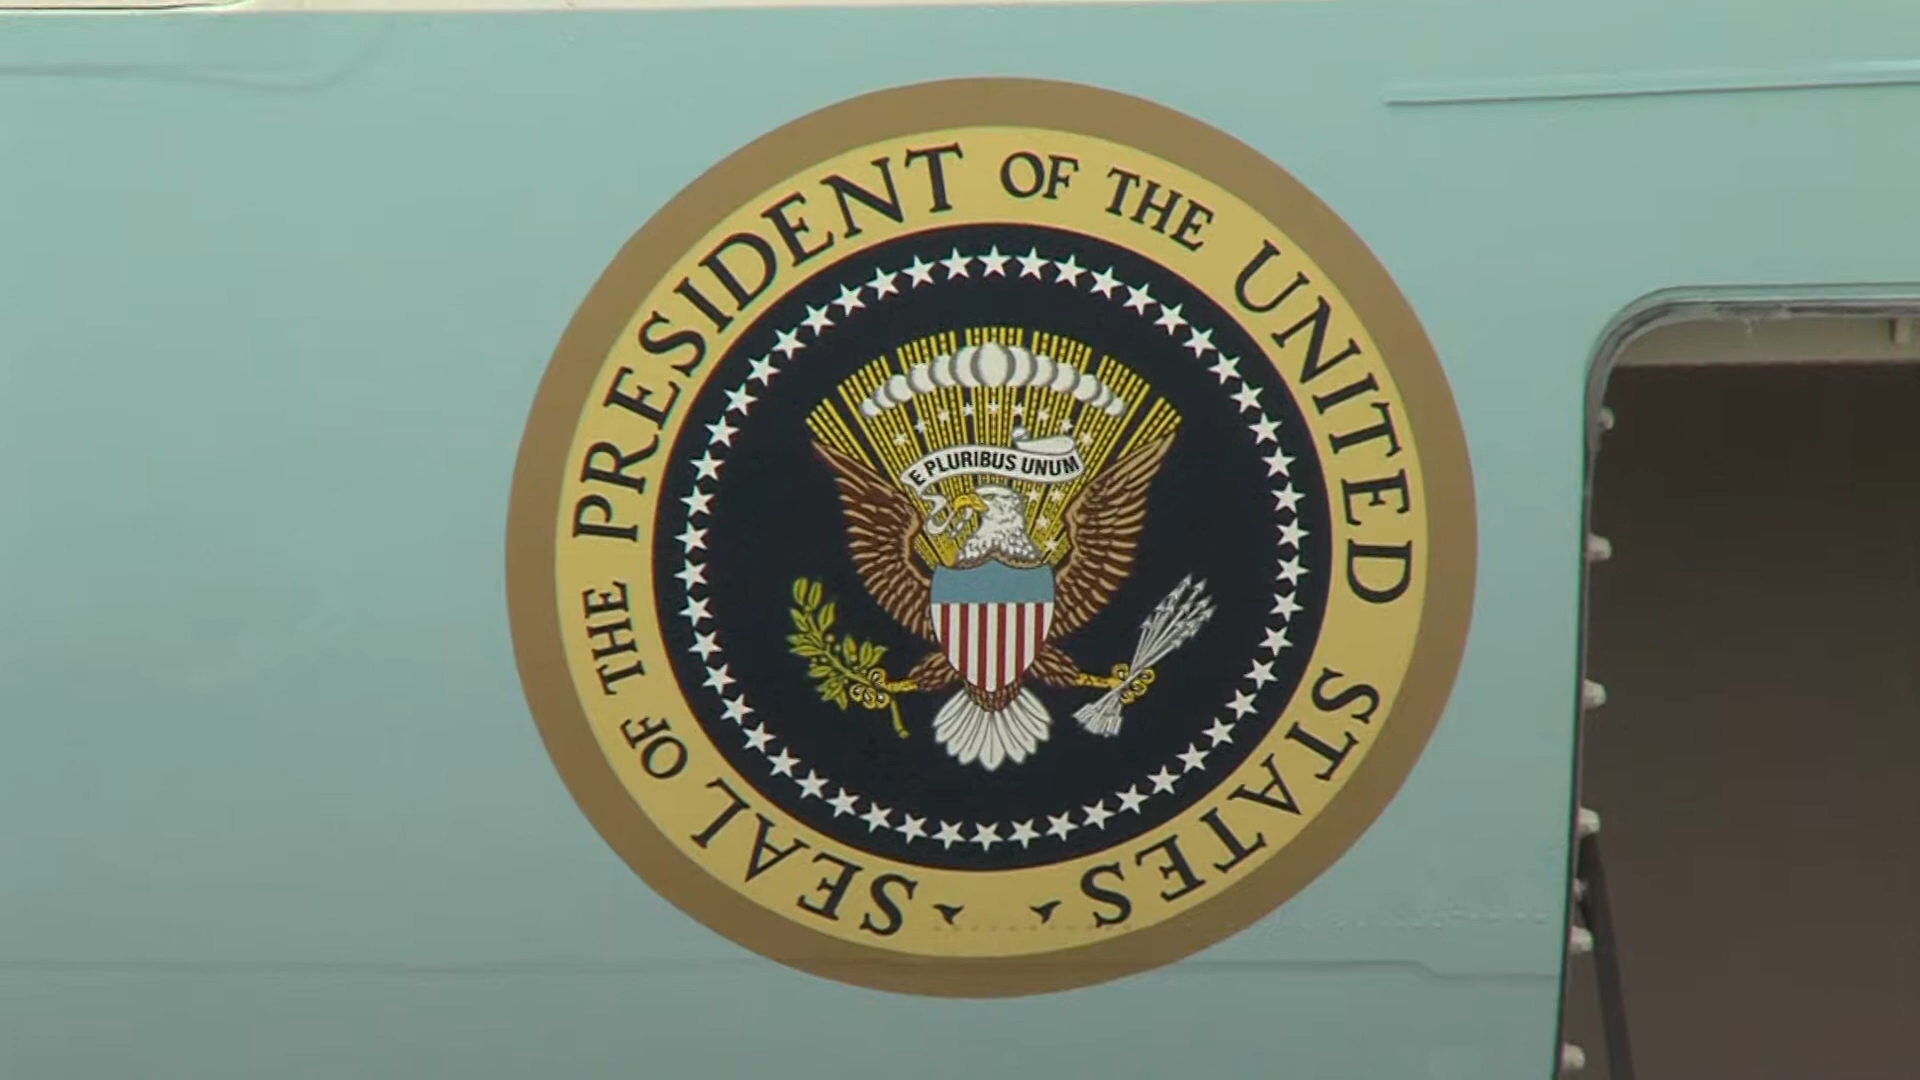 SEAL OF THE PRESIDENT OF THE UNITED STATES
E PLURIBUS UNUM